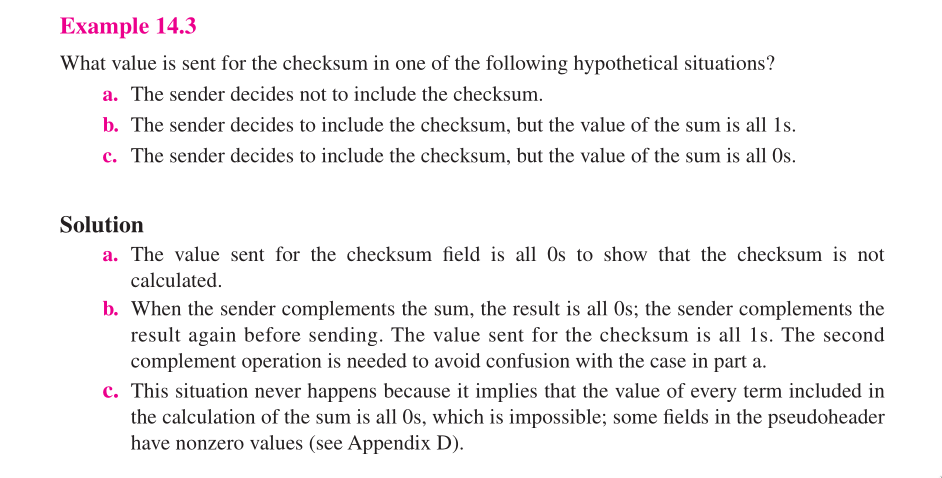 Example 14.3
What value is sent for the checksum in one of the following hypothetical situations?
a. The sender decides not to include the checksum.
b. The sender decides to include the checksum, but the value of the sum is all 1s.
c. The sender decides to include the checksum, but the value of the sum is all 0s.
Solution
a. The value sent for the checksum field is all 0s to show that the checksum is not
calculated.
b. When the sender complements the sum, the result is all 0s; the sender complements the
result again before sending. The value sent for the checksum is all 1s. The second
complement operation is needed to avoid confusion with the case in part a.
c. This situation never happens because it implies that the value of every term included in
the calculation of the sum is all 0s, which is impossible; some fields in the pseudoheader
have nonzero values (see Appendix D).